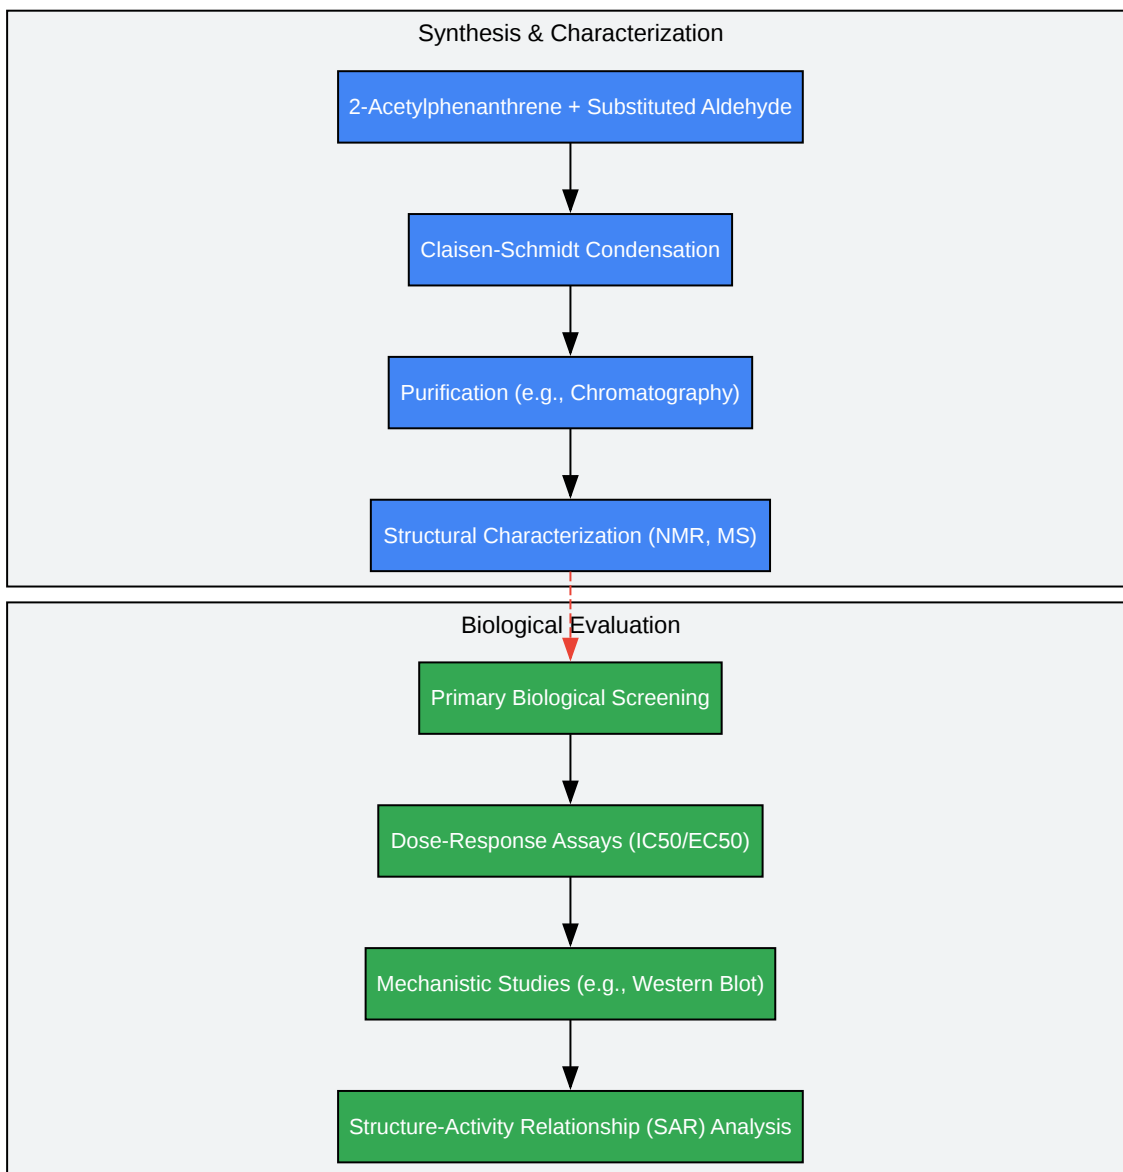 Synthesis & Characterization
2-Acetylphenanthrene + Substituted Aldehyde
Claisen-Schmidt Condensation
Purification (e.g., Chromatography)
Structural Characterization (NMR, MS)
Biological Evaluation
Primary Biological Screening
Dose-Response Assays (IC50/EC50)
Mechanistic Studies (e.g., Western Blot)
Structure-Activity Relationship (SAR) Analysis